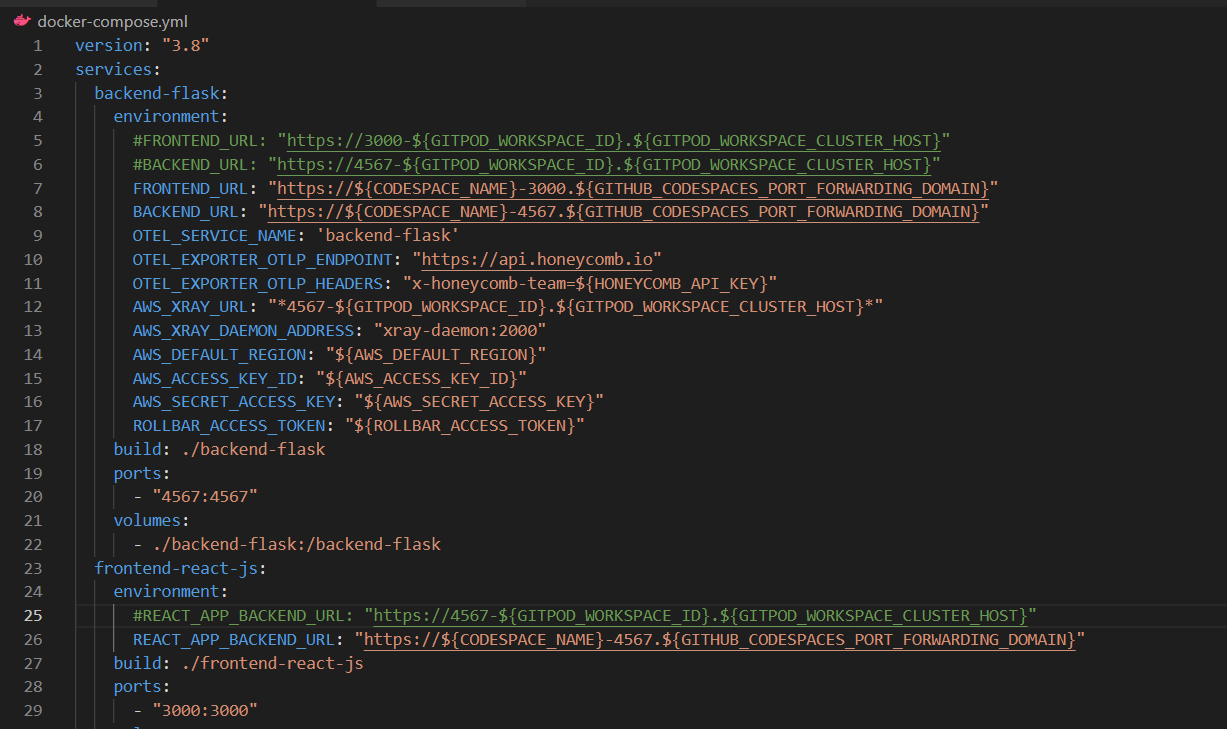 docker-compose.yml
1 version: "3.8"
2 services:
3 backend-flask:
4 environment:
5 #FRONTEND_URL: "https://3000-${GITPOD_WORKSPACE_ID}.${GITPOD_WORKSPACE_CLUSTER_HOST}"
6 #BACKEND_URL: "https://4567-${GITPOD_WORKSPACE_ID}.${GITPOD_WORKSPACE_CLUSTER_HOST}"
7 FRONTEND_URL: "https://${CODESPACE_NAME}-3000.${GITHUB_CODESPACES_PORT_FORWARDING_DOMAIN}"
8 BACKEND_URL: "https://${CODESPACE_NAME}-4567.${GITHUB_CODESPACES_PORT_FORWARDING_DOMAIN}"
9 OTEL_SERVICE_NAME: 'backend-flask'
10 OTEL_EXPORTER_OTLP_ENDPOINT: "https://api.honeycomb.io"
11 OTEL_EXPORTER_OTLP_HEADERS: "x-honeycomb-team=${HONEYCOMB_API_KEY}"
12 AWS_XRAY_URL: "*4567-${GITPOD_WORKSPACE_ID}.${GITPOD_WORKSPACE_CLUSTER_HOST}*"
13 AWS_XRAY_DAEMON_ADDRESS: "xray-daemon:2000"
14 AWS_DEFAULT_REGION: "${AWS_DEFAULT_REGION}"
15 AWS_ACCESS_KEY_ID: "${AWS_ACCESS_KEY_ID}"
16 AWS_SECRET_ACCESS_KEY: "${AWS_SECRET_ACCESS_KEY}"
17 ROLLBAR_ACCESS_TOKEN: "${ROLLBAR_ACCESS_TOKEN}"
18 build: ./backend-flask
19 ports:
20 - "4567:4567"
21 volumes:
22 - ./backend-flask:/backend-flask
23 frontend-react-js:
24 environment:
25 #REACT_APP_BACKEND_URL: "https://4567-${GITPOD_WORKSPACE_ID}.${GITPOD_WORKSPACE_CLUSTER_HOST}"
26 REACT_APP_BACKEND_URL: "https://${CODESPACE_NAME}-4567.${GITHUB_CODESPACES_PORT_FORWARDING_DOMAIN}"
27 build: ./frontend-react-js
28 ports:
29 - "3000:3000"